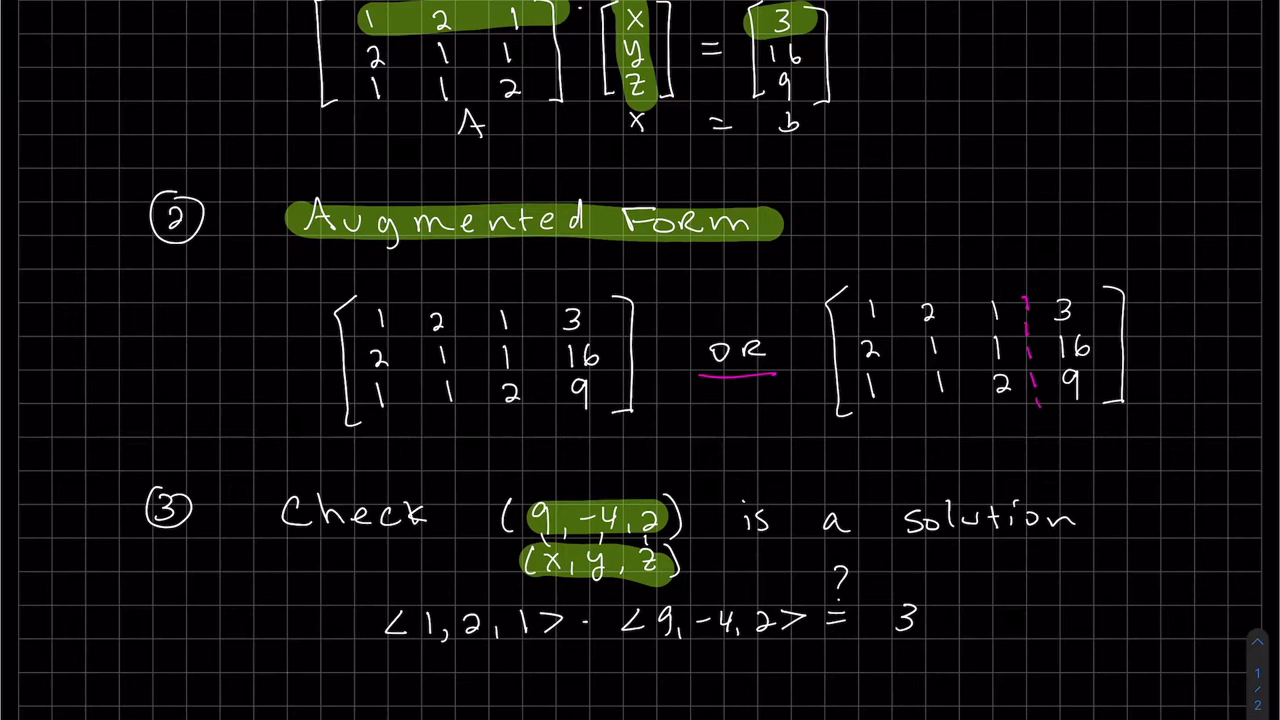 [1 2 1] · [x] = [3]
[2 1 1] [y] [16]
[1 1 2] [z] [9]
A x = b
② Augmented Form
[1 2 1 3] OR [1 2 1 | 3]
[2 1 1 16] [2 1 1 | 16]
[1 1 2 9] [1 1 2 | 9]
③ Check (9, -4, 2) is a solution
(x, y, z)
<1, 2, 1> · <9, -4, 2> ≟ 3
1
/
2